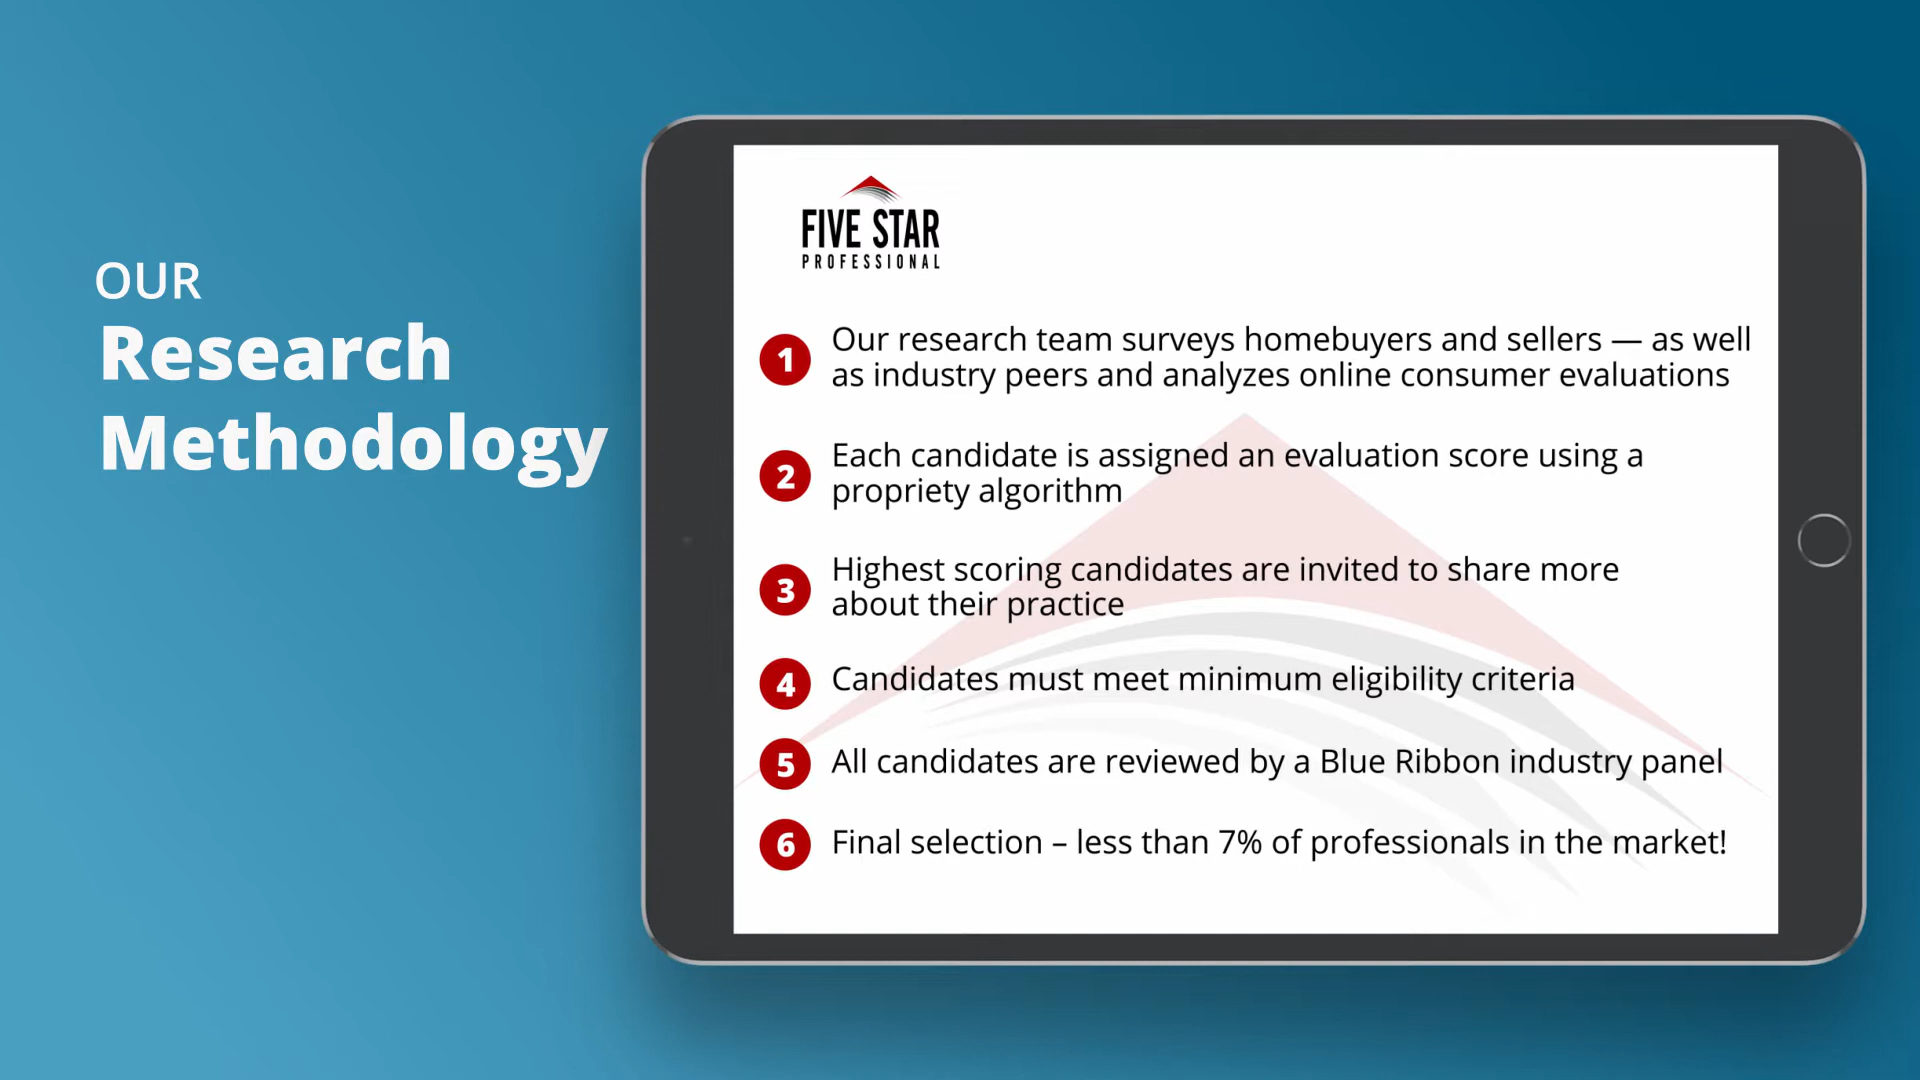 OUR
Research
Methodology
FIVE STAR
PROFESSIONAL
1 Our research team surveys homebuyers and sellers — as well
as industry peers and analyzes online consumer evaluations
2 Each candidate is assigned an evaluation score using a
propriety algorithm
3 Highest scoring candidates are invited to share more
about their practice
4 Candidates must meet minimum eligibility criteria
5 All candidates are reviewed by a Blue Ribbon industry panel
6 Final selection – less than 7% of professionals in the market!